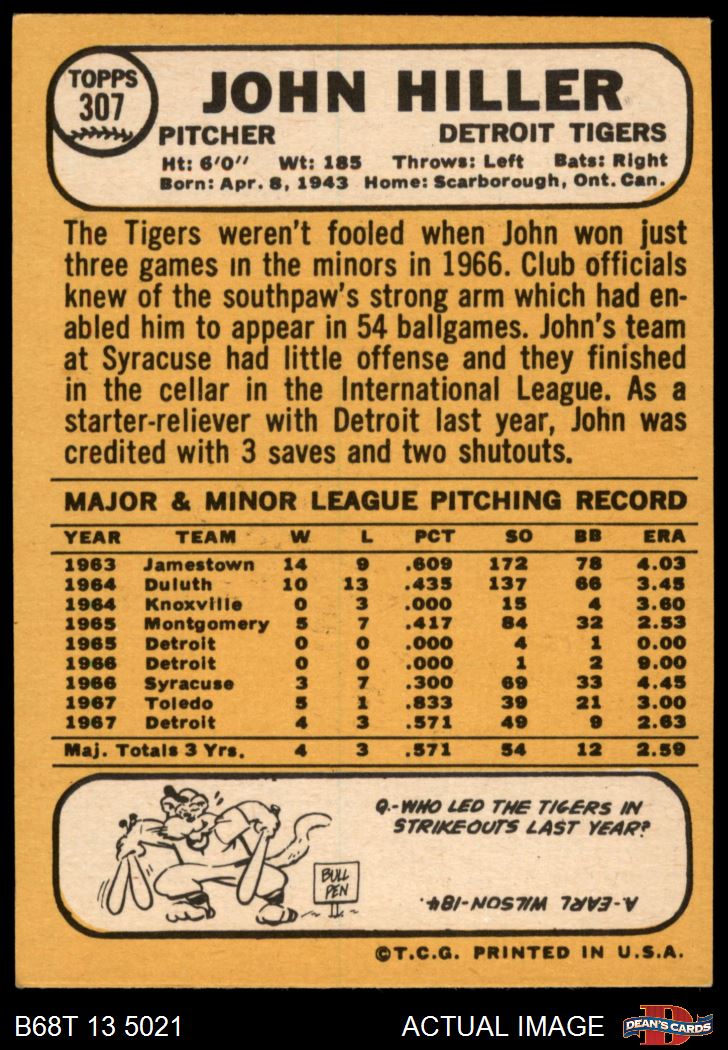 TOPPS
307
JOHN HILLER
PITCHER DETROIT TIGERS
Ht: 6'0" Wt: 185 Throws: Left Bats: Right
Born: Apr. 8, 1943 Home: Scarborough, Ont. Can.
The Tigers weren't fooled when John won just
three games in the minors in 1966. Club officials
knew of the southpaw's strong arm which had en-
abled him to appear in 54 ballgames. John's team
at Syracuse had little offense and they finished
in the cellar in the International League. As a
starter-reliever with Detroit last year, John was
credited with 3 saves and two shutouts.
MAJOR & MINOR LEAGUE PITCHING RECORD
YEAR TEAM W L PCT SO BB ERA
1963 Jamestown 14 9 .609 172 78 4.03
1964 Duluth 10 13 .435 137 66 3.45
1964 Knoxville 0 3 .000 15 4 3.60
1965 Montgomery 5 7 .417 84 32 2.53
1965 Detroit 0 0 .000 4 1 0.00
1966 Detroit 0 0 .000 1 2 9.00
1966 Syracuse 3 7 .300 69 33 4.45
1967 Toledo 5 1 .833 39 21 3.00
1967 Detroit 4 3 .571 49 9 2.63
Maj. Totals 3 Yrs. 4 3 .571 54 12 2.59
Q.-WHO LED THE TIGERS IN
STRIKEOUTS LAST YEAR?
BULL
PEN
A-EARL WILSON-184.
©T.C.G. PRINTED IN U.S.A.
B68T 13 5021 ACTUAL IMAGE
D
DEAN'S CARDS